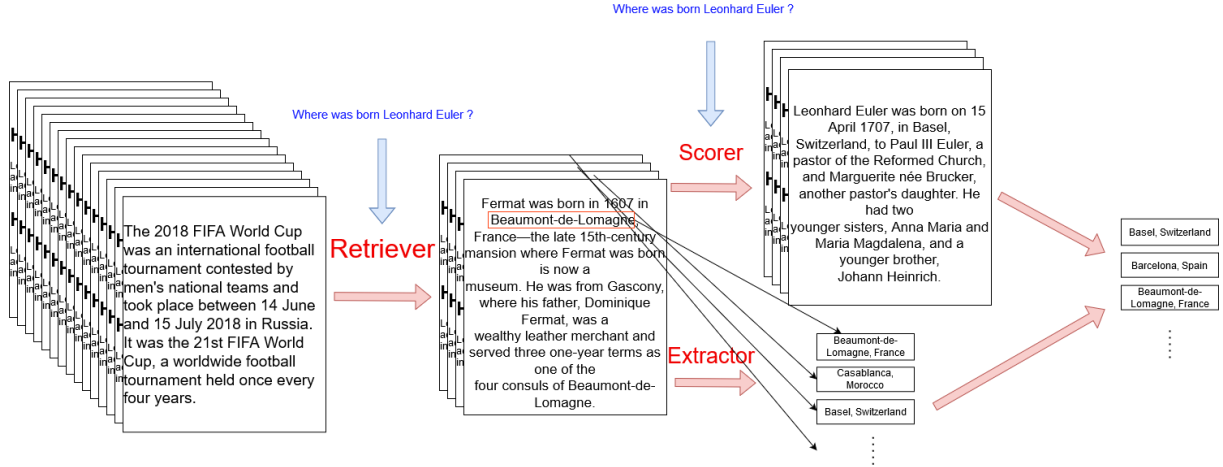 Where was born Leonhard Euler ?
Where was born Leonhard Euler ?
The 2018 FIFA World Cup
was an international football
tournament contested by
men's national teams and
took place between 14 June
and 15 July 2018 in Russia.
It was the 21st FIFA World
Cup, a worldwide football
tournament held once every
four years.
Retriever
Fermat was born in 1607 in
Beaumont-de-Lomagne,
France—the late 15th-century
mansion where Fermat was born
is now a
museum. He was from Gascony,
where his father, Dominique
Fermat, was a
wealthy leather merchant and
served three one-year terms as
one of the
four consuls of Beaumont-de-
Lomagne.
Scorer
Leonhard Euler was born on 15
April 1707, in Basel,
Switzerland, to Paul III Euler, a
pastor of the Reformed Church,
and Marguerite née Brucker,
another pastor's daughter. He
had two
younger sisters, Anna Maria and
Maria Magdalena, and a
younger brother,
Johann Heinrich.
Extractor
Beaumont-de-
Lomagne, France
Casablanca,
Morocco
Basel, Switzerland
Basel, Switzerland
Barcelona, Spain
Beaumont-de-
Lomagne, France